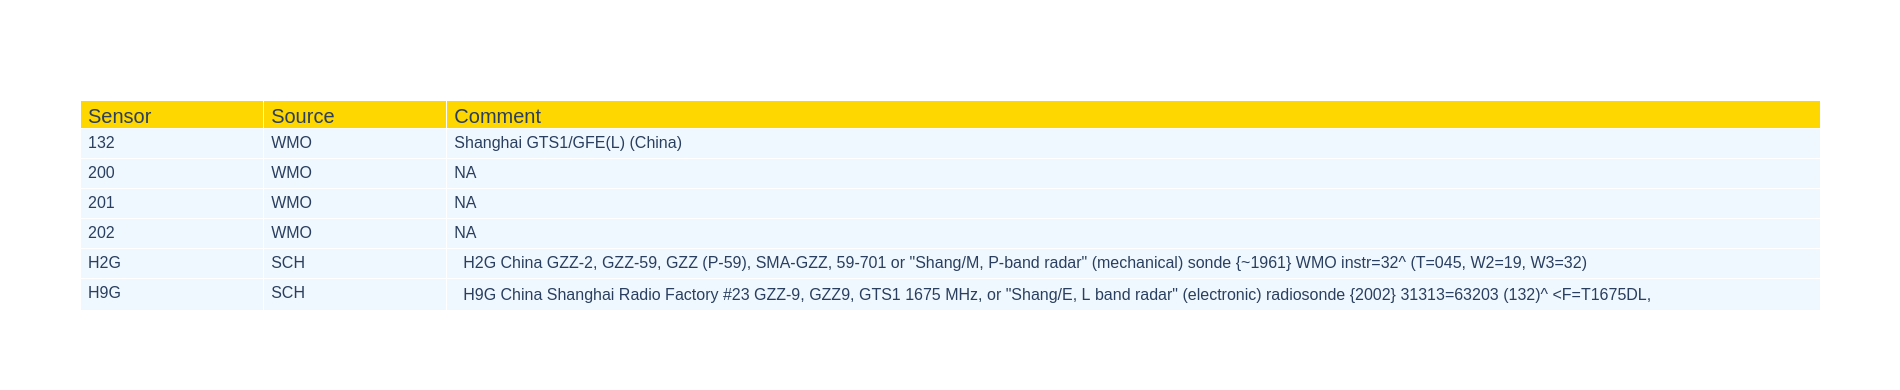 Sensor Source Comment
132 WMO Shanghai GTS1/GFE(L) (China)
200 WMO NA
201 WMO NA
202 WMO NA
H2G SCH H2G China GZZ-2, GZZ-59, GZZ (P-59), SMA-GZZ, 59-701 or "Shang/M, P-band radar" (mechanical) sonde {~1961} WMO instr=32^ (T=045, W2=19, W3=32)
H9G SCH H9G China Shanghai Radio Factory #23 GZZ-9, GZZ9, GTS1 1675 MHz, or "Shang/E, L band radar" (electronic) radiosonde {2002} 31313=63203 (132)^ <F=T1675DL,